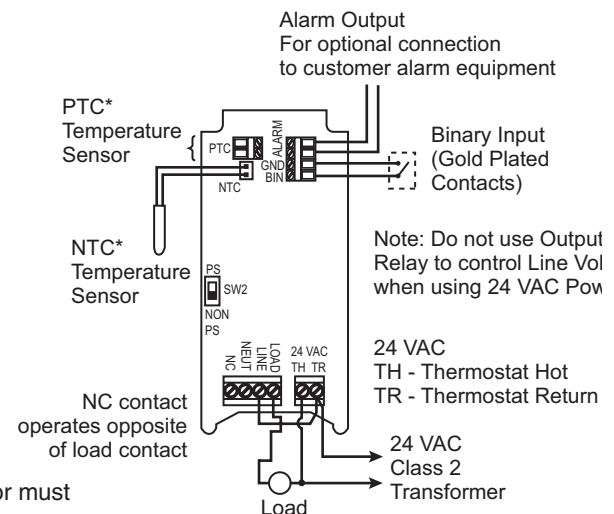 Alarm Output
For optional connection
to customer alarm equipment
PTC*
Temperature
Sensor
PTC
ALARM
GND
BIN
Binary Input
(Gold Plated
Contacts)
NTC
NTC*
Temperature
Sensor
Note: Do not use Output
Relay to control Line Vol
when using 24 VAC Pow
PS
SW2
NON
PS
NC
NEUT
LINE
LOAD
24 VAC
TH TR
24 VAC
TH - Thermostat Hot
TR - Thermostat Return
NC contact
operates opposite
of load contact
24 VAC
Class 2
Transformer
or must
Load